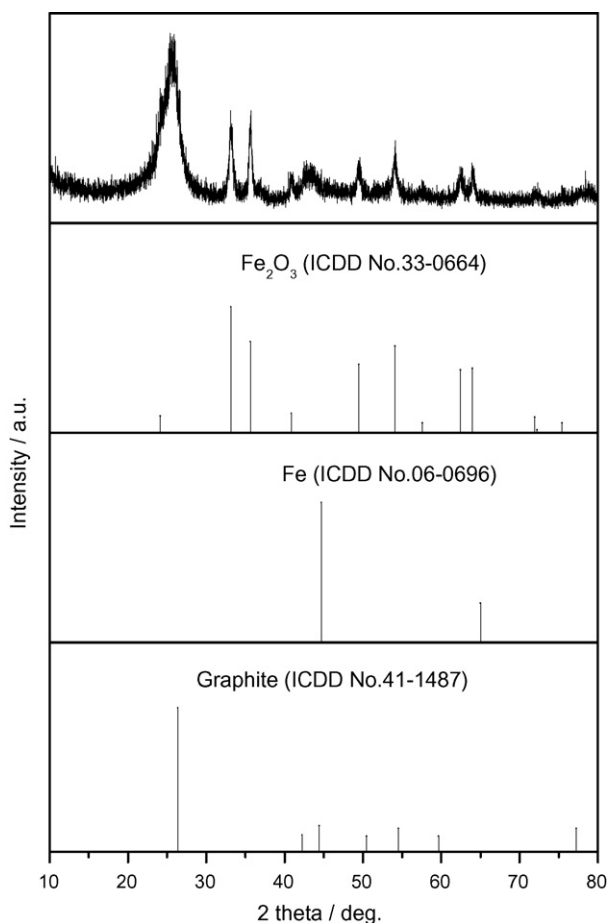 Fe₂O₃ (ICDD No.33-0664)
Fe (ICDD No.06-0696)
Graphite (ICDD No.41-1487)
Intensity / a.u.
10 20 30 40 50 60 70 80
2 theta / deg.